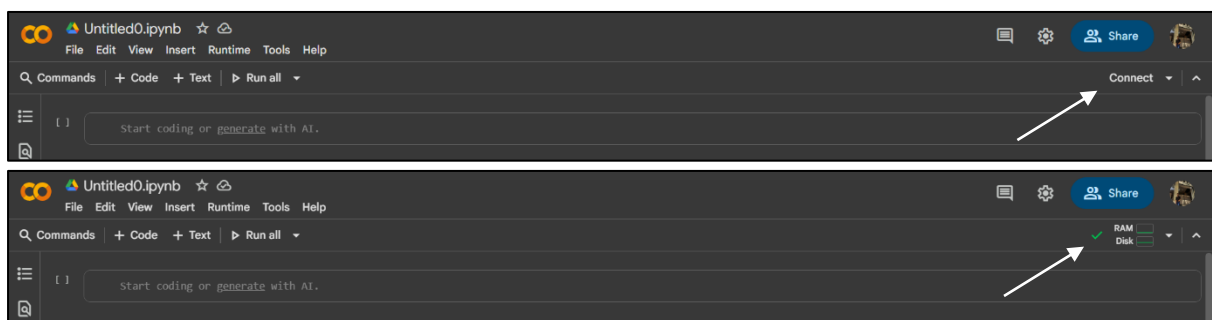 Untitled0.ipynb
File Edit View Insert Runtime Tools Help
Share
Commands + Code + Text Run all
Connect
[ ] Start coding or generate with AI.
Untitled0.ipynb
File Edit View Insert Runtime Tools Help
Share
Commands + Code + Text Run all
RAM
Disk
[ ] Start coding or generate with AI.